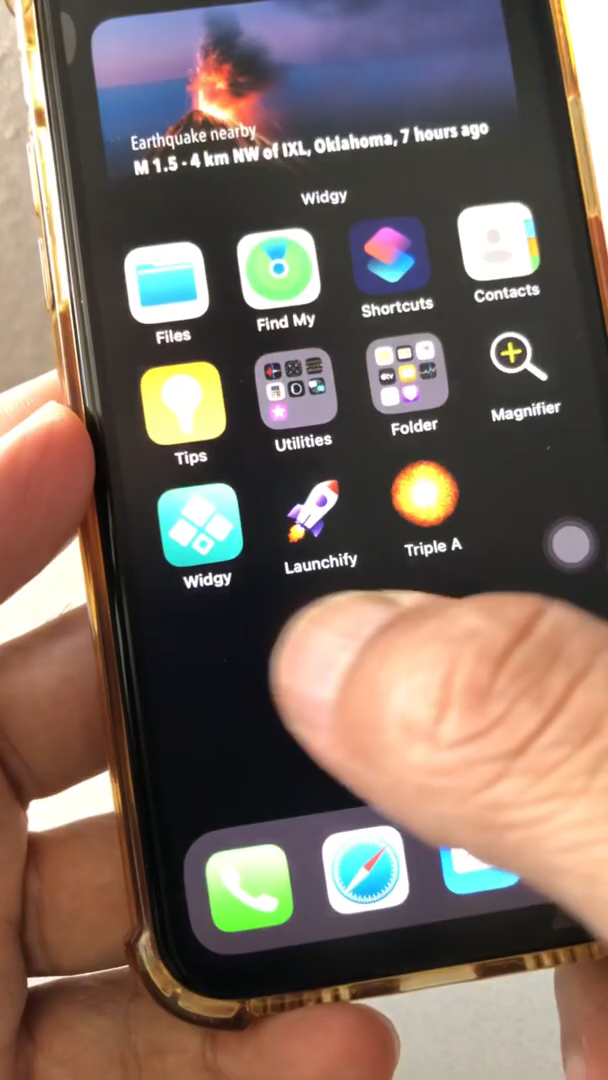 Earthquake nearby
M 1.5 - 4 km NW of IXL, Oklahoma, 7 hours ago
Widgy
Files
Find My
Shortcuts
Contacts
Tips
Utilities
Folder
Magnifier
Widgy
Launchify
Triple A